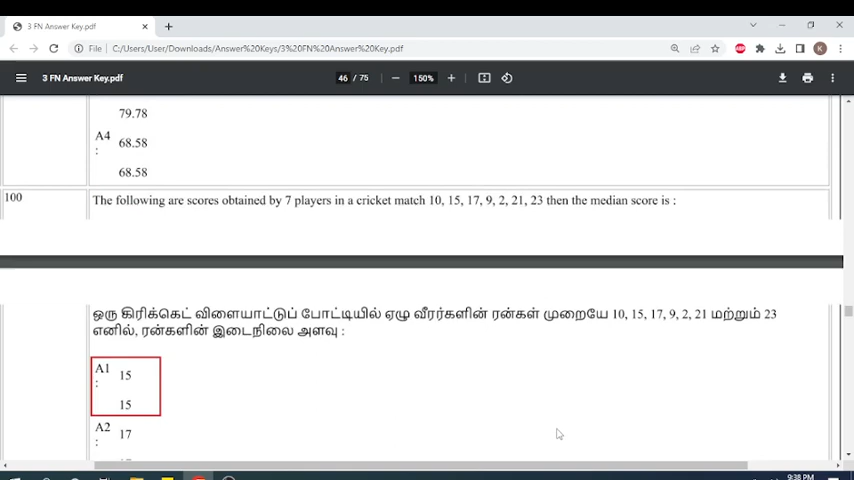 3 FN Answer Key.pdf
File C:/Users/User/Downloads/Answer%20Keys/3%20FN%20Answer%20Key.pdf
ABP
K
3 FN Answer Key.pdf 46 / 75 150%
79.78
A4
:
68.58
68.58
100 The following are scores obtained by 7 players in a cricket match 10, 15, 17, 9, 2, 21, 23 then the median score is :
ஒரு கிரிக்கெட் விளையாட்டுப் போட்டியில் ஏழு வீரர்களின் ரன்கள் முறையே 10, 15, 17, 9, 2, 21 மற்றும் 23
எனில், ரன்களின் இடைநிலை அளவு :
A1
:
15
15
A2
:
17
9:38 PM